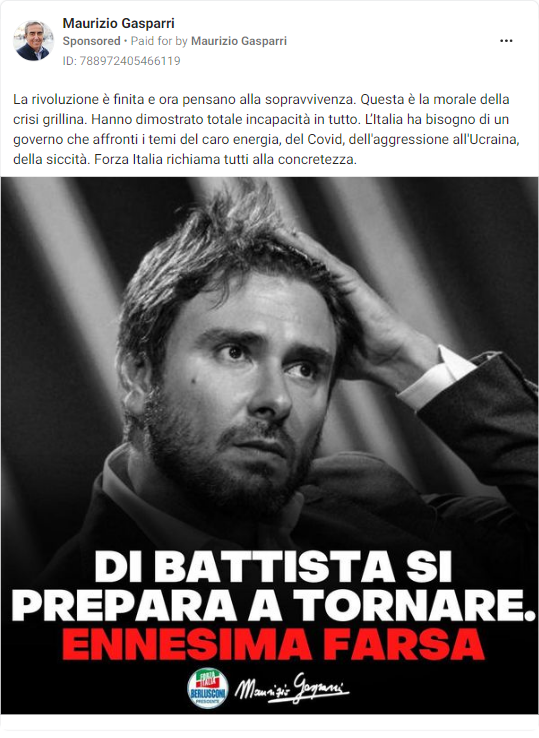 Maurizio Gasparri
Sponsored • Paid for by Maurizio Gasparri
ID: 788972405466119
La rivoluzione è finita e ora pensano alla sopravvivenza. Questa è la morale della
crisi grillina. Hanno dimostrato totale incapacità in tutto. L'Italia ha bisogno di un
governo che affronti i temi del caro energia, del Covid, dell'aggressione all'Ucraina,
della siccità. Forza Italia richiama tutti alla concretezza.
DI BATTISTA SI
PREPARA A TORNARE.
ENNESIMA FARSA
FORZA
ITALIA
BERLUSCONI
PRESIDENTE
Maurizio Gasparri